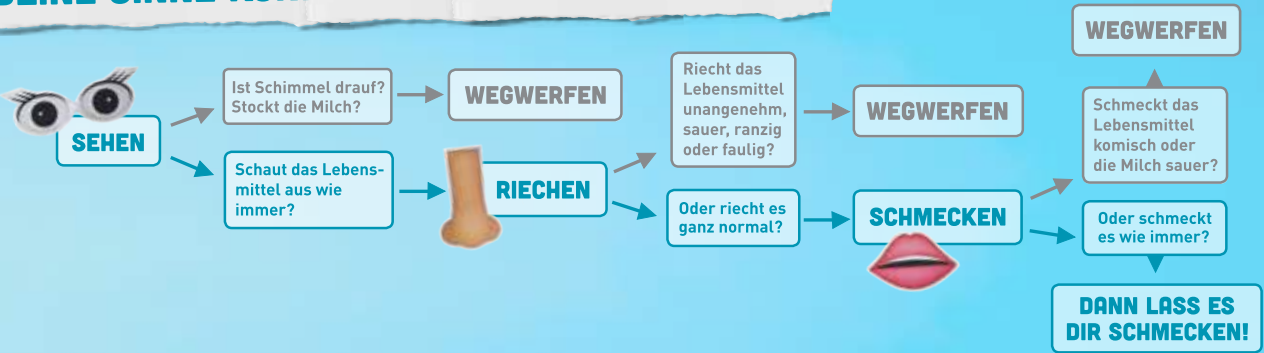 SEHEN
Ist Schimmel drauf?
Stockt die Milch?
WEGWERFEN
Schaut das Lebens-
mittel aus wie
immer?
RIECHEN
Riecht das
Lebensmittel
unangenehm,
sauer, ranzig
oder faulig?
WEGWERFEN
Oder riecht es
ganz normal?
SCHMECKEN
Schmeckt das
Lebensmittel
komisch oder
die Milch sauer?
WEGWERFEN
Oder schmeckt
es wie immer?
DANN LASS ES
DIR SCHMECKEN!